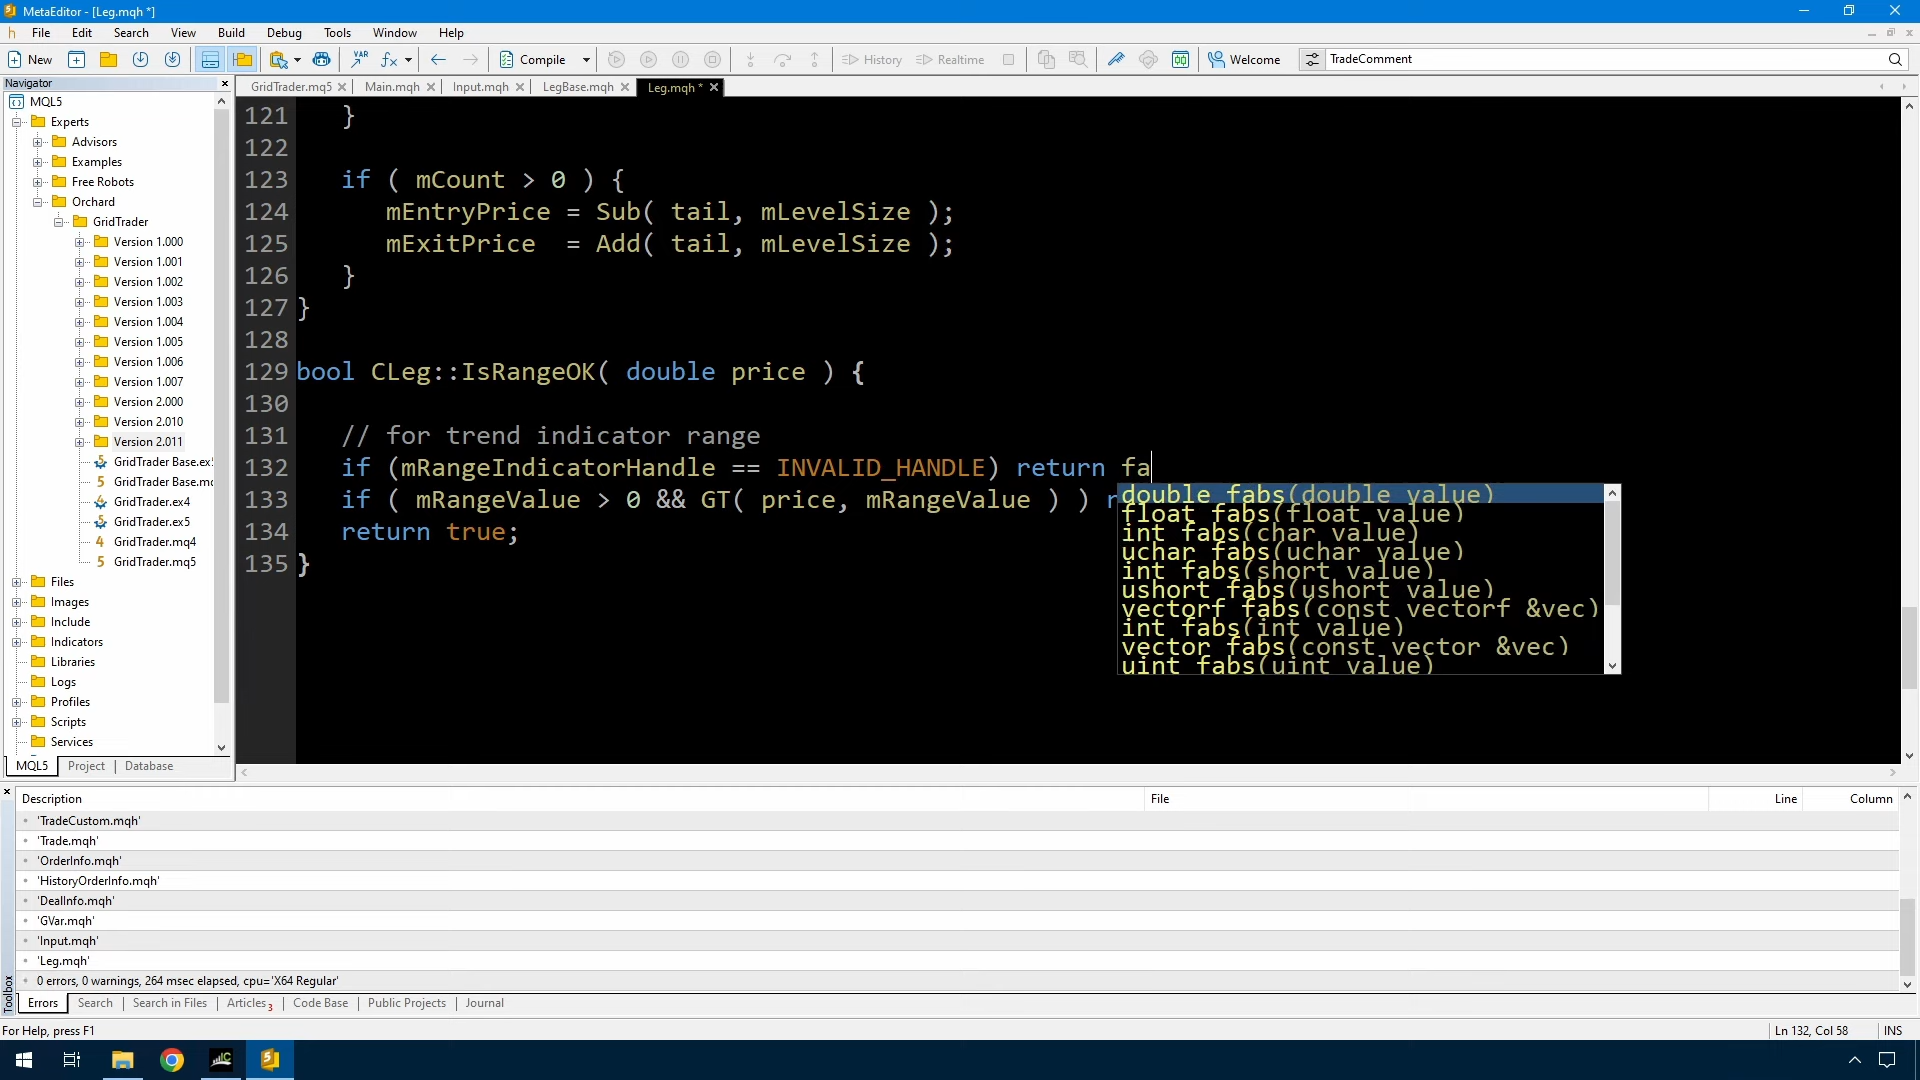 MetaEditor - [Leg.mqh *]
File Edit Search View Build Debug Tools Window Help
New Compile History Realtime Welcome TradeComment
Navigator
GridTrader.mq5 Main.mqh Input.mqh LegBase.mqh Leg.mqh *
MQL5
Experts
Advisors
Examples
Free Robots
Orchard
GridTrader
Version 1.000
Version 1.001
Version 1.002
Version 1.003
Version 1.004
Version 1.005
Version 1.006
Version 1.007
Version 2.000
Version 2.010
Version 2.011
GridTrader Base.ex5
GridTrader Base.mq
GridTrader.ex4
GridTrader.ex5
GridTrader.mq4
GridTrader.mq5
Files
Images
Include
Indicators
Libraries
Logs
Profiles
Scripts
Services
MQL5 Project Database
121 }
122
123 if ( mCount > 0 ) {
124 mEntryPrice = Sub( tail, mLevelSize );
125 mExitPrice = Add( tail, mLevelSize );
126 }
127 }
128
129 bool CLeg::IsRangeOK( double price ) {
130
131 // for trend indicator range
132 if (mRangeIndicatorHandle == INVALID_HANDLE) return fa
133 if ( mRangeValue > 0 && GT( price, mRangeValue ) ) r
134 return true;
135 }
double fabs(double value)
float fabs(float value)
int fabs(char value)
uchar fabs(uchar value)
int fabs(short value)
ushort fabs(ushort value)
vectorf fabs(const vectorf &vec)
int fabs(int value)
vector fabs(const vector &vec)
uint fabs(uint value)
Description File Line Column
'TradeCustom.mqh'
'Trade.mqh'
'OrderInfo.mqh'
'HistoryOrderInfo.mqh'
'DealInfo.mqh'
'GVar.mqh'
'Input.mqh'
'Leg.mqh'
0 errors, 0 warnings, 264 msec elapsed, cpu='X64 Regular'
Toolbox
Errors Search Search in Files Articles 3 Code Base Public Projects Journal
For Help, press F1 Ln 132, Col 58 INS